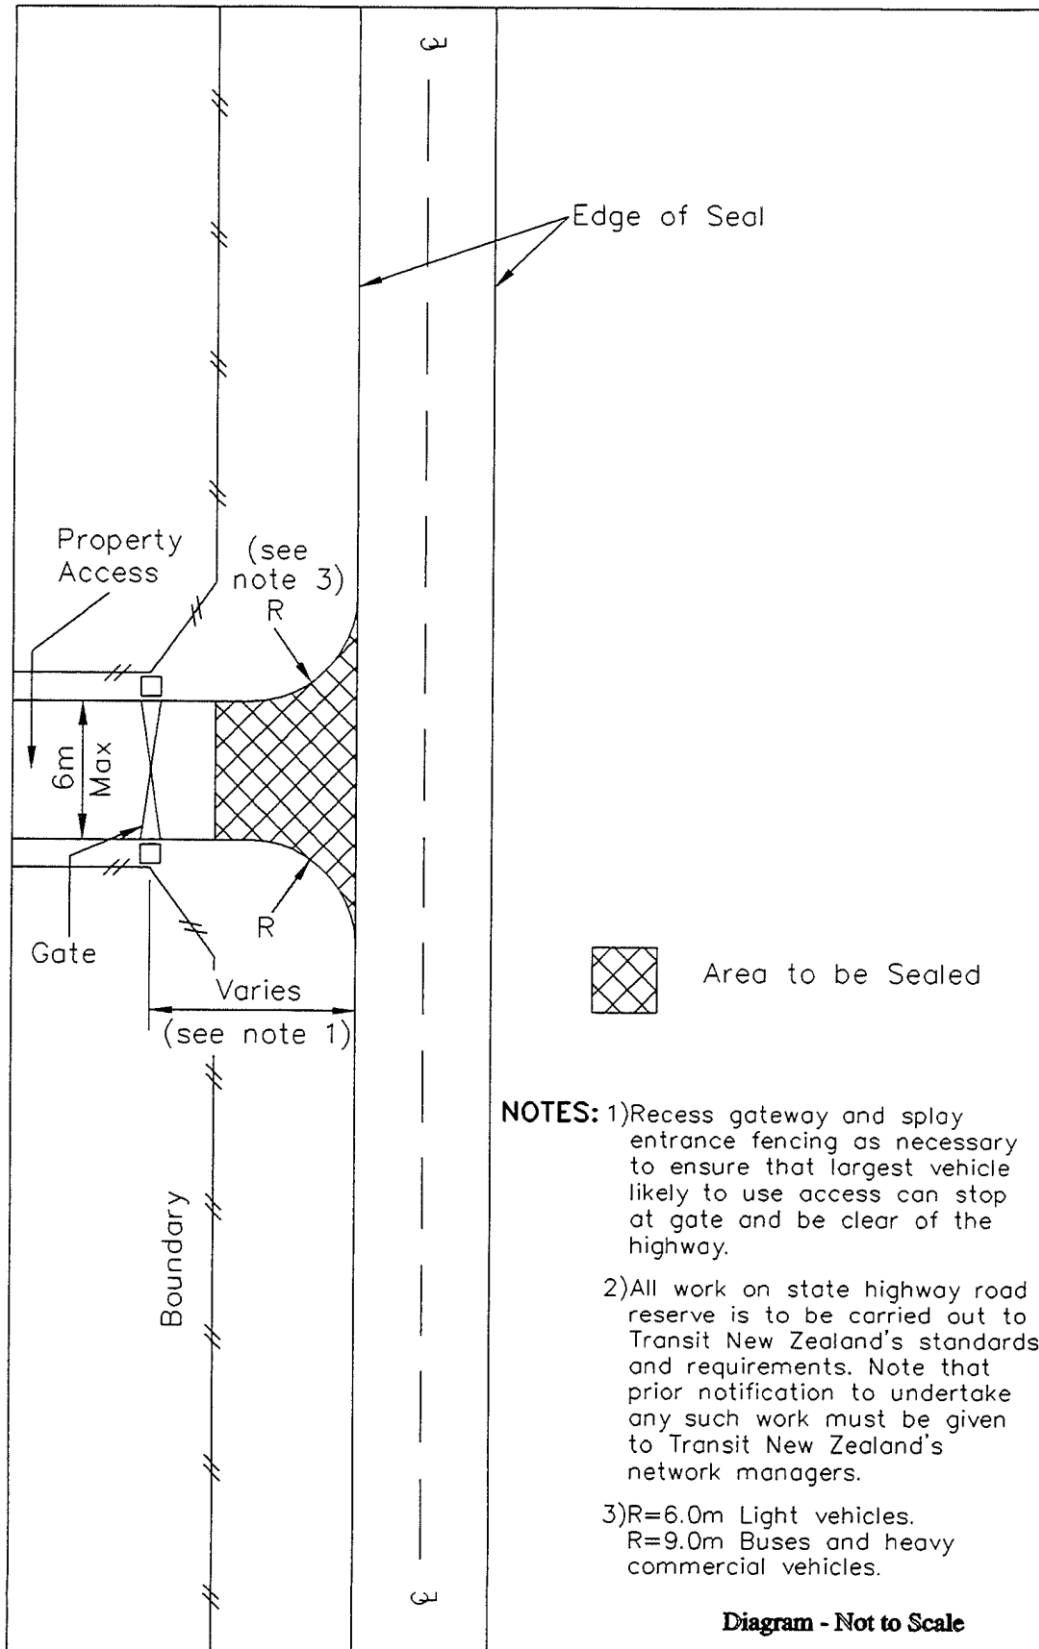 ℄
Edge of Seal
Property
Access
(see
note 3)
R
6m
Max
Gate
R
Varies
(see note 1)
Area to be Sealed
Boundary
NOTES: 1)Recess gateway and splay
entrance fencing as necessary
to ensure that largest vehicle
likely to use access can stop
at gate and be clear of the
highway.
2)All work on state highway road
reserve is to be carried out to
Transit New Zealand's standards
and requirements. Note that
prior notification to undertake
any such work must be given
to Transit New Zealand's
network managers.
3)R=6.0m Light vehicles.
R=9.0m Buses and heavy
commercial vehicles.
℄
Diagram - Not to Scale